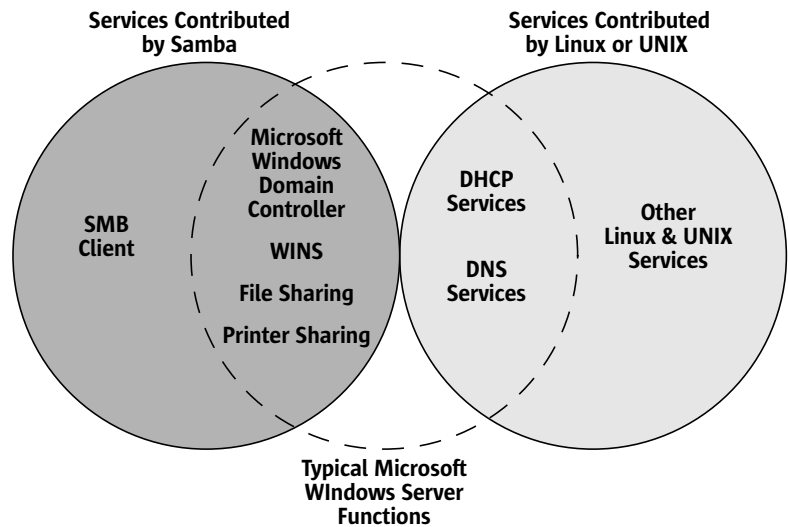 Services Contributed
by Samba
Services Contributed
by Linux or UNIX
Microsoft
Windows
Domain
Controller
SMB
Client
WINS
File Sharing
Printer Sharing
DHCP
Services
DNS
Services
Other
Linux & UNIX
Services
Typical Microsoft
WIndows Server
Functions